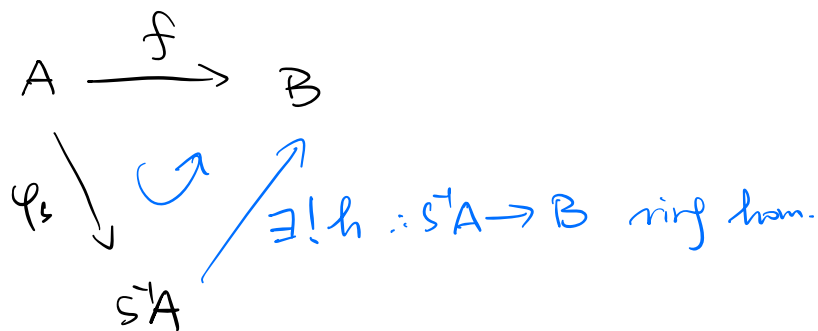 f
A → B
φ_s
∃! h : S⁻¹A → B ring hom.
S⁻¹A